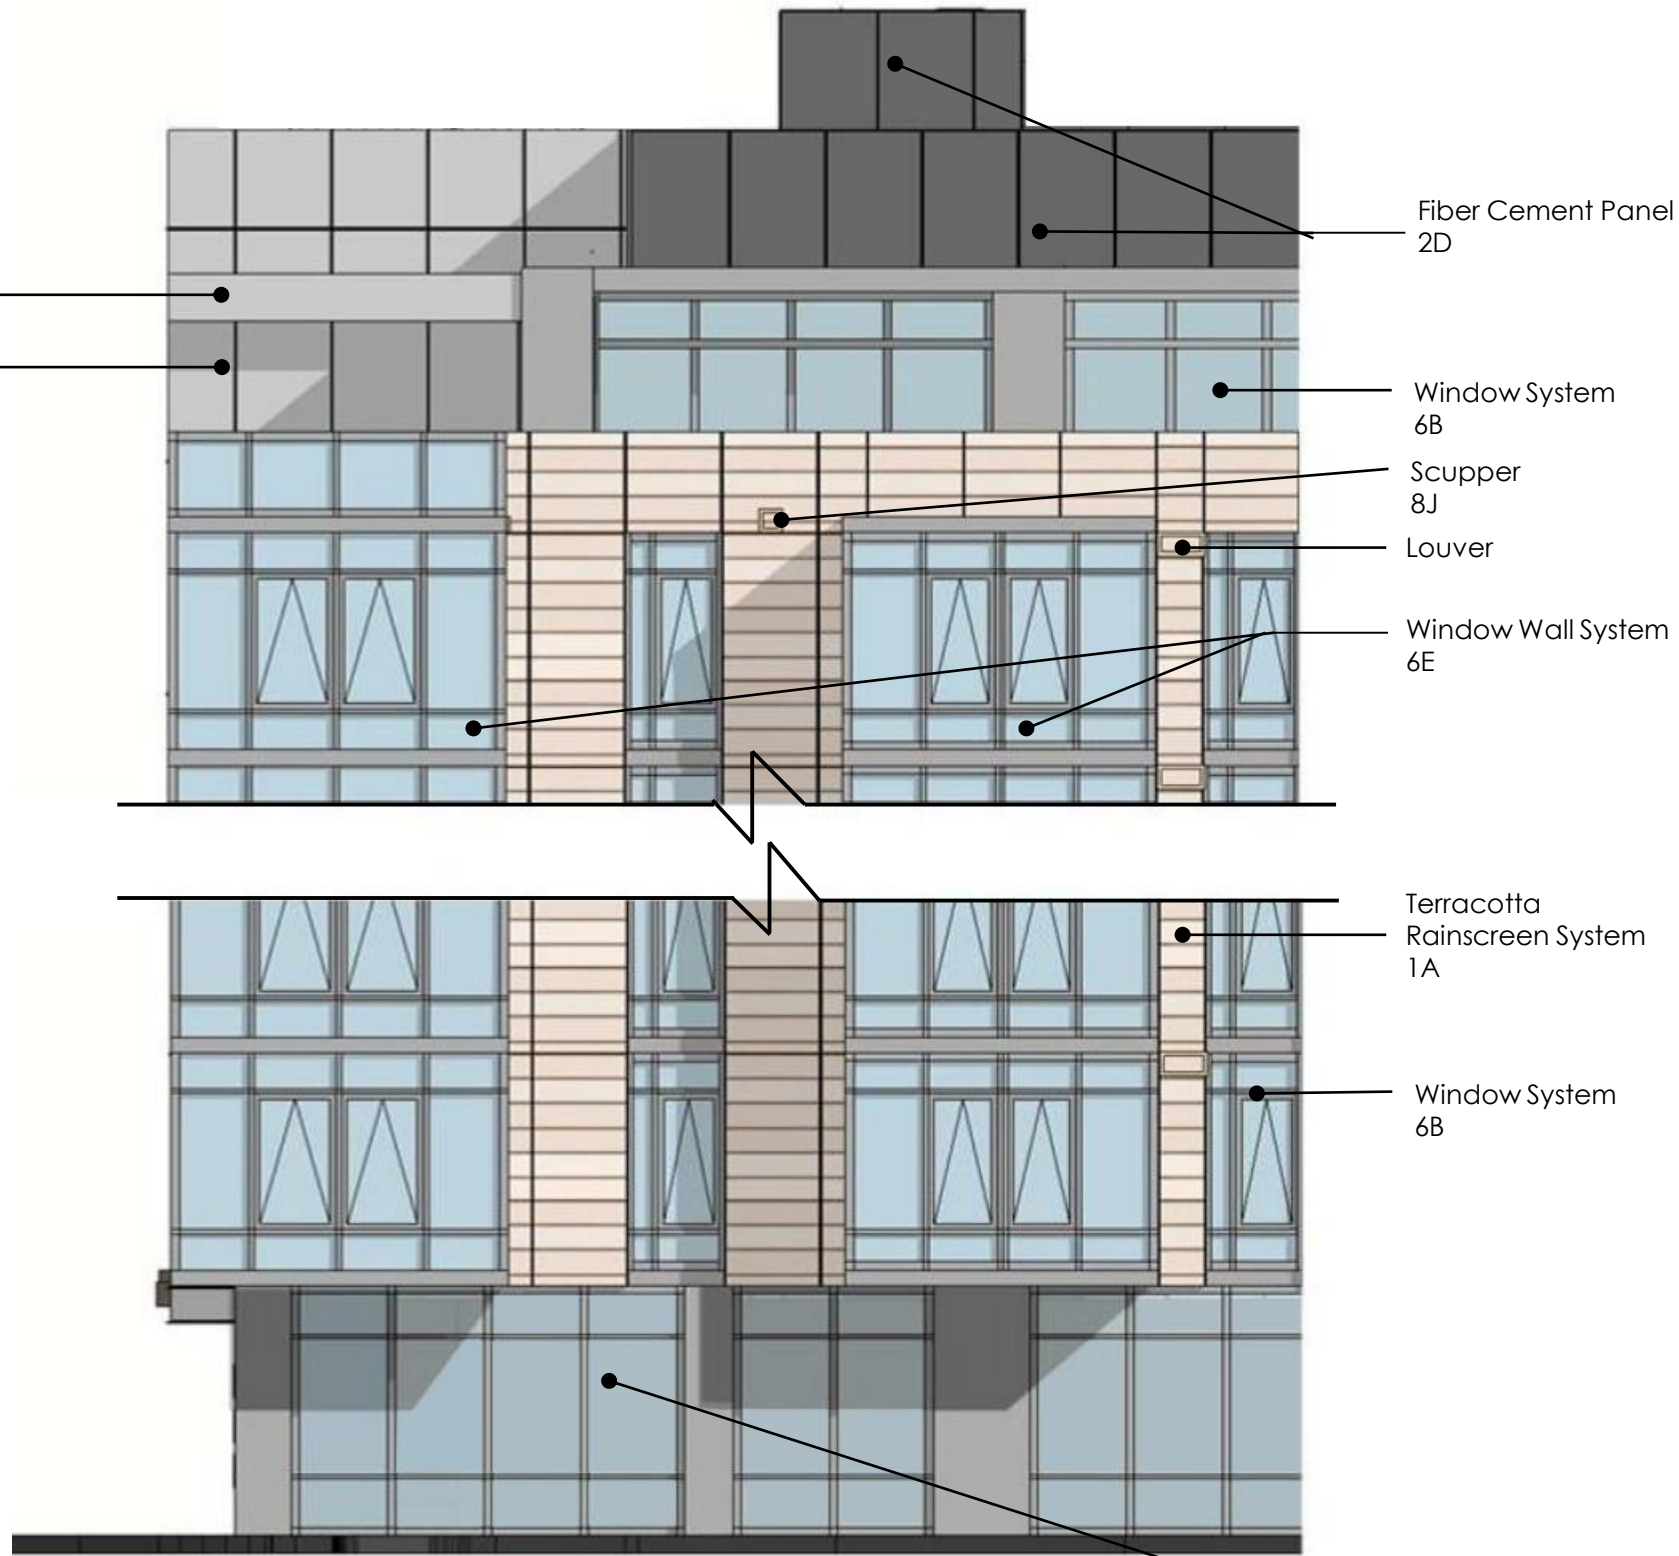 Fiber Cement Panel
2D
Window System
6B
Scupper
8J
Louver
Window Wall System
6E
Terracotta
Rainscreen System
1A
Window System
6B